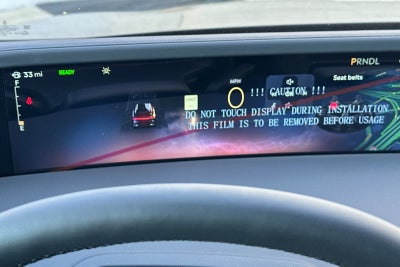 33 mi READY PRNDL
F Seat belts
MPH
!!! CAUTION !!!
DO NOT TOUCH DISPLAY DURING INSTALLATION
THIS FILM IS TO BE REMOVED BEFORE USAGE
E